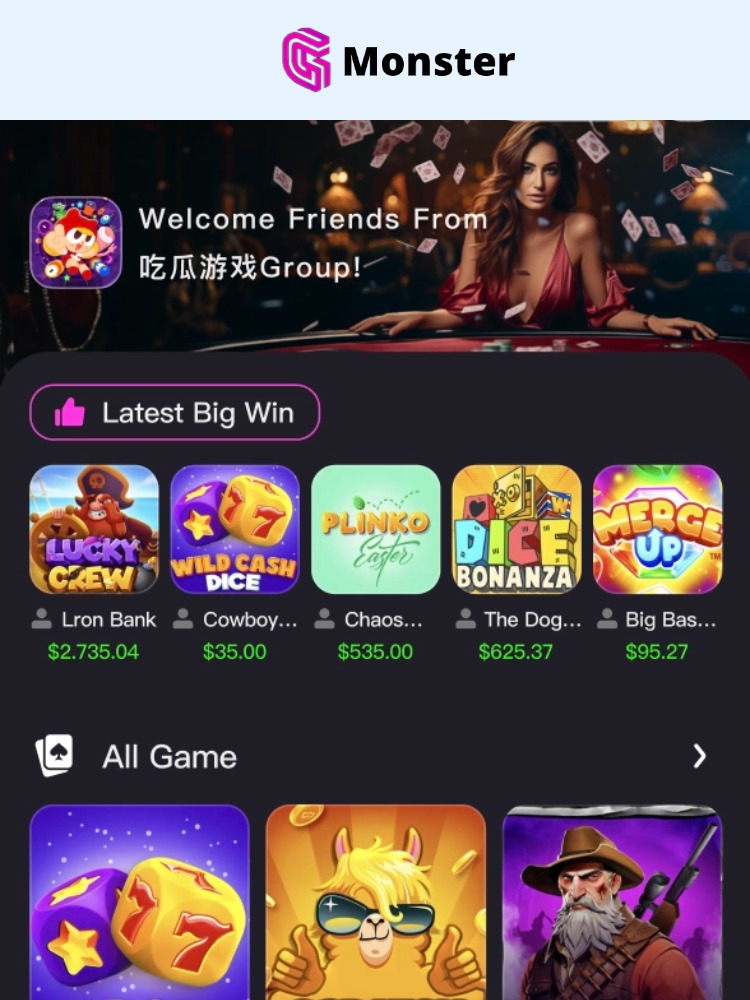 Monster
Welcome Friends From
吃瓜游戏Group!
Latest Big Win
LUCKY
CREW
WILD CASH
DICE
PLINKO
Easter
DICE
BONANZA
MERGE
UP
TM
Lron Bank
Cowboy...
Chaos...
The Dog...
Big Bas...
$2.735.04
$35.00
$535.00
$625.37
$95.27
All Game
77